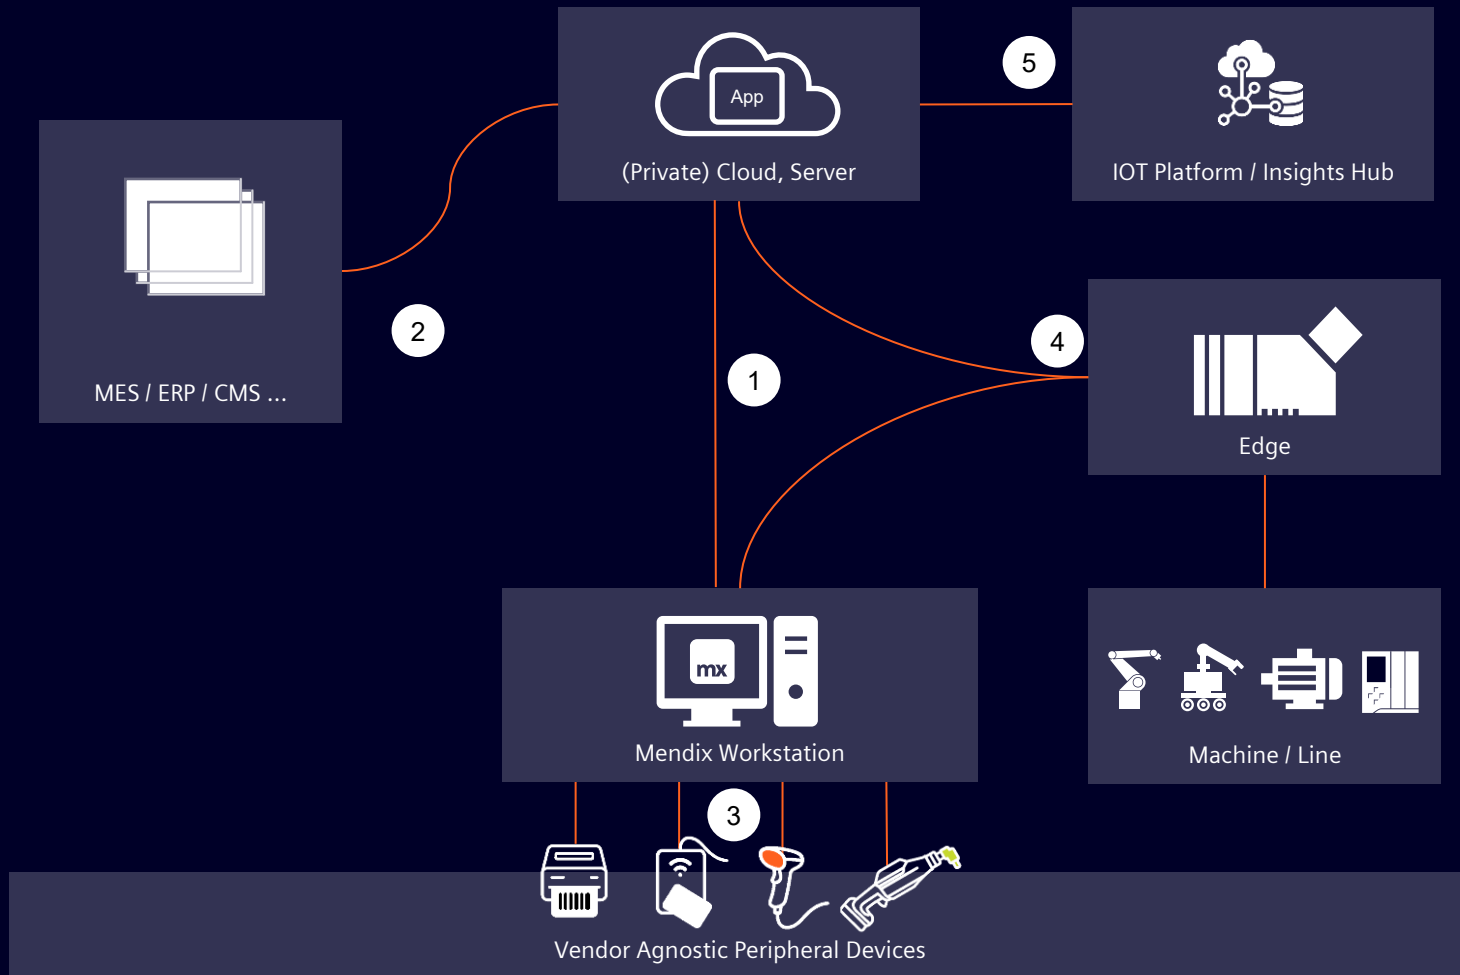 App
(Private) Cloud, Server
5
IOT Platform / Insights Hub
2
MES / ERP / CMS ...
1
4
Edge
mx
Mendix Workstation
Machine / Line
3
Vendor Agnostic Peripheral Devices